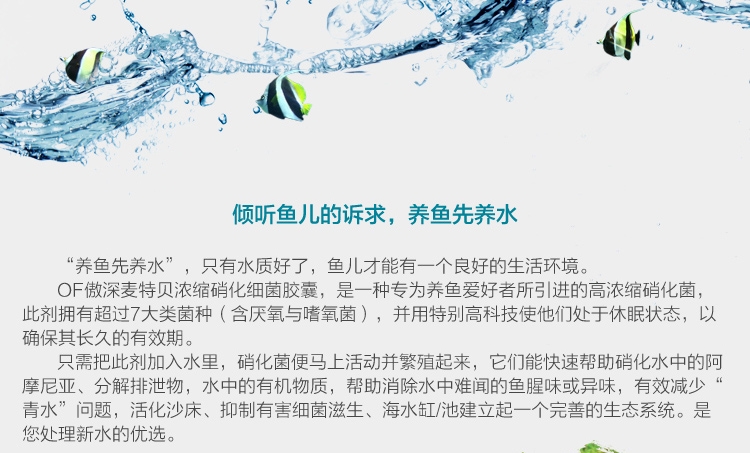 倾听鱼儿的诉求，养鱼先养水
“养鱼先养水”，只有水质好了，鱼儿才能有一个良好的生活环境。
OF傲深麦特贝浓缩硝化细菌胶囊，是一种专为养鱼爱好者所引进的高浓缩硝化菌，
此剂拥有超过7大类菌种（含厌氧与嗜氧菌），并用特别高科技使他们处于休眠状态，以
确保其长久的有效期。
只需把此剂加入水里，硝化菌便马上活动并繁殖起来，它们能快速帮助硝化水中的阿
摩尼亚、分解排泄物，水中的有机物质，帮助消除水中难闻的鱼腥味或异味，有效减少“
青水”问题，活化沙床、抑制有害细菌滋生、海水缸/池建立起一个完善的生态系统。是
您处理新水的优选。